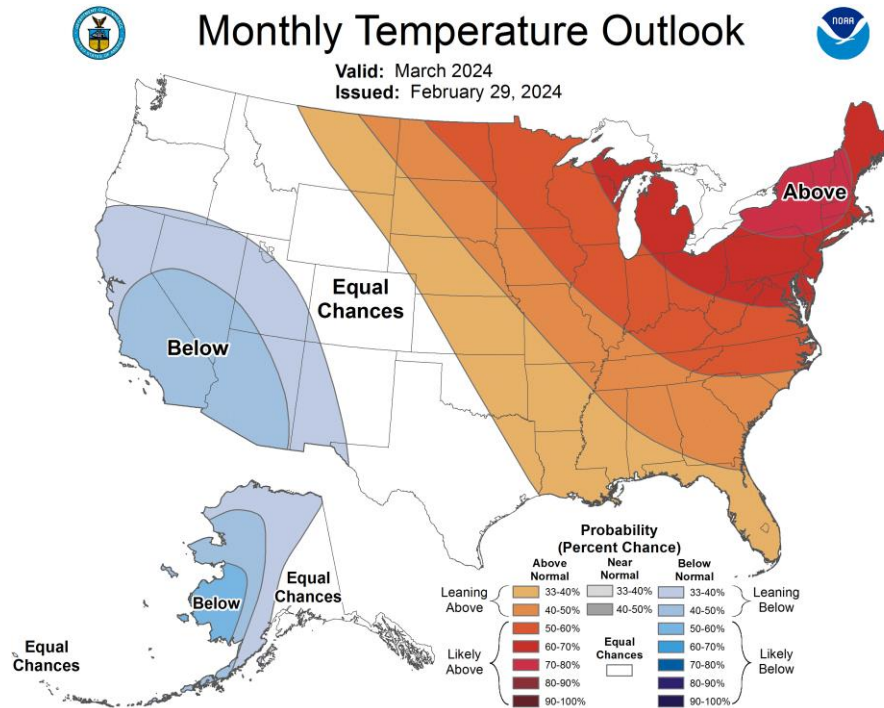 Monthly Temperature Outlook
NOAA
Valid: March 2024
Issued: February 29, 2024
Above
Equal
Chances
Below
Below
Equal
Chances
Equal
Chances
Probability
(Percent Chance)
Above
Normal
Near
Normal
Below
Normal
Leaning
Above
33-40%
40-50%
33-40%
40-50%
33-40%
40-50%
Leaning
Below
Likely
Above
50-60%
60-70%
70-80%
80-90%
90-100%
Equal
Chances
50-60%
60-70%
70-80%
80-90%
90-100%
Likely
Below